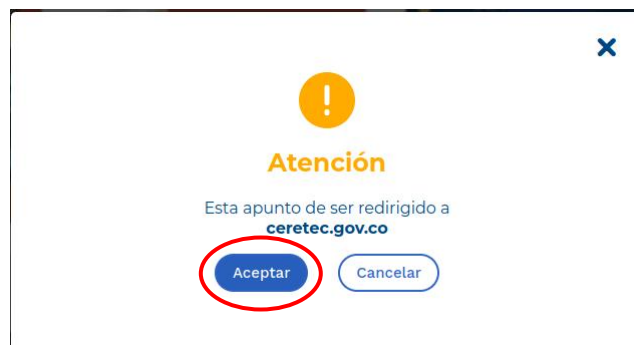 Atención
Esta apunto de ser redirigido a
ceretec.gov.co
Aceptar
Cancelar